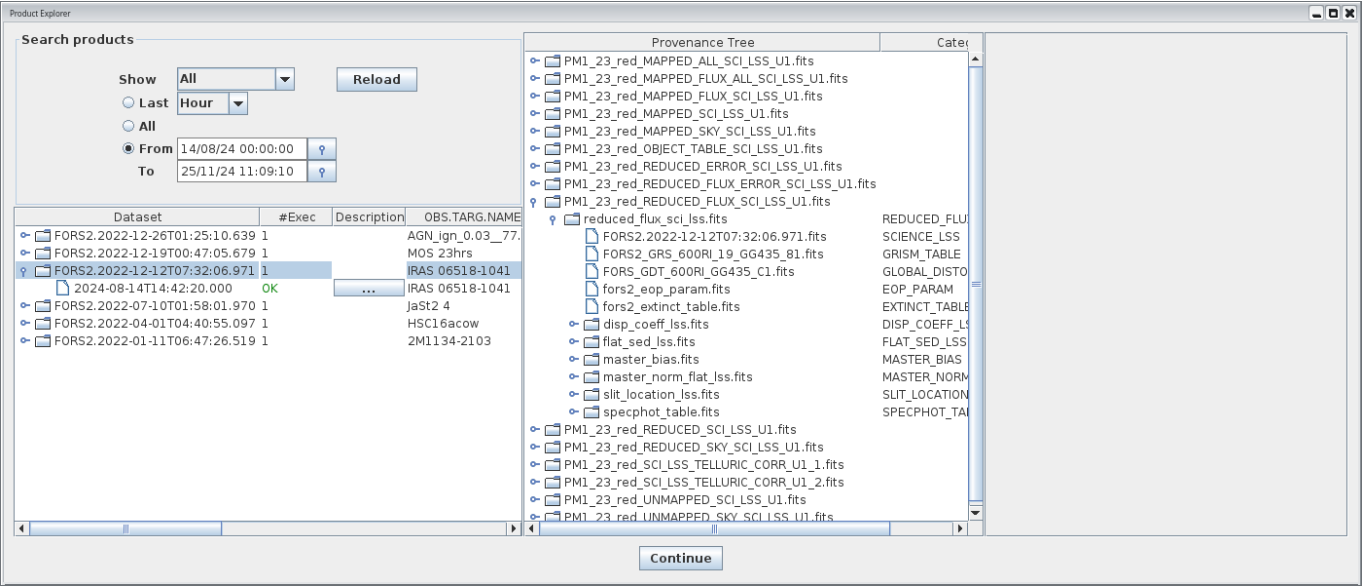 Product Explorer
Search products
Show All Reload
Last Hour
All
From 14/08/24 00:00:00
To 25/11/24 11:09:10
Dataset #Exec Description OBS.TARG.NAME
FORS2.2022-12-26T01:25:10.639 1 AGN_ign_0.03__77.
FORS2.2022-12-19T00:47:05.679 1 MOS 23hrs
FORS2.2022-12-12T07:32:06.971 1 IRAS 06518-1041
2024-08-14T14:42:20.000 OK ... IRAS 06518-1041
FORS2.2022-07-10T01:58:01.970 1 JaSt2 4
FORS2.2022-04-01T04:40:55.097 1 HSC16acow
FORS2.2022-01-11T06:47:26.519 1 2M1134-2103
Provenance Tree Categ
PM1_23_red_MAPPED_ALL_SCI_LSS_U1.fits
PM1_23_red_MAPPED_FLUX_ALL_SCI_LSS_U1.fits
PM1_23_red_MAPPED_FLUX_SCI_LSS_U1.fits
PM1_23_red_MAPPED_SCI_LSS_U1.fits
PM1_23_red_MAPPED_SKY_SCI_LSS_U1.fits
PM1_23_red_OBJECT_TABLE_SCI_LSS_U1.fits
PM1_23_red_REDUCED_ERROR_SCI_LSS_U1.fits
PM1_23_red_REDUCED_FLUX_ERROR_SCI_LSS_U1.fits
PM1_23_red_REDUCED_FLUX_SCI_LSS_U1.fits
reduced_flux_sci_lss.fits REDUCED_FLU
FORS2.2022-12-12T07:32:06.971.fits SCIENCE_LSS
FORS2_GRS_600RI_19_GG435_81.fits GRISM_TABLE
FORS_GDT_600RI_GG435_C1.fits GLOBAL_DISTO
fors2_eop_param.fits EOP_PARAM
fors2_extinct_table.fits EXTINCT_TABLE
disp_coeff_lss.fits DISP_COEFF_LS
flat_sed_lss.fits FLAT_SED_LSS
master_bias.fits MASTER_BIAS
master_norm_flat_lss.fits MASTER_NORM
slit_location_lss.fits SLIT_LOCATION
specphot_table.fits SPECPHOT_TA
PM1_23_red_REDUCED_SCI_LSS_U1.fits
PM1_23_red_REDUCED_SKY_SCI_LSS_U1.fits
PM1_23_red_SCI_LSS_TELLURIC_CORR_U1_1.fits
PM1_23_red_SCI_LSS_TELLURIC_CORR_U1_2.fits
PM1_23_red_UNMAPPED_SCI_LSS_U1.fits
PM1_23_red_UNMAPPED_SKY_SCI_LSS_U1.fits
Continue